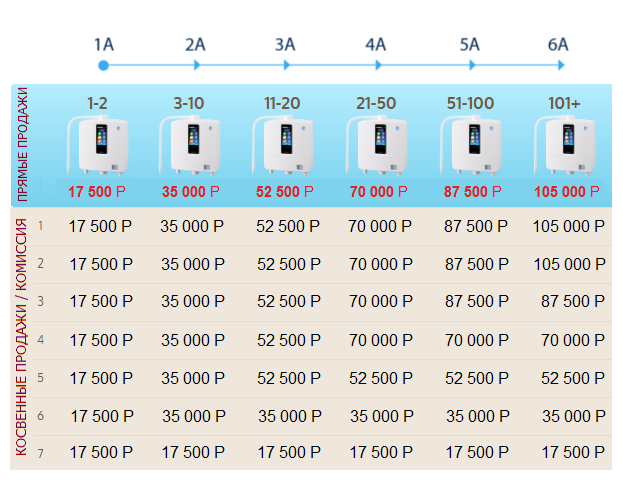 1A 2A 3A 4A 5A 6A
ПРЯМЫЕ ПРОДАЖИ
1-2 3-10 11-20 21-50 51-100 101+
17 500 Р 35 000 Р 52 500 Р 70 000 Р 87 500 Р 105 000 Р
КОСВЕННЫЕ ПРОДАЖИ / КОМИССИЯ
1 17 500 Р 35 000 Р 52 500 Р 70 000 Р 87 500 Р 105 000 Р
2 17 500 Р 35 000 Р 52 500 Р 70 000 Р 87 500 Р 105 000 Р
3 17 500 Р 35 000 Р 52 500 Р 70 000 Р 87 500 Р 87 500 Р
4 17 500 Р 35 000 Р 52 500 Р 70 000 Р 70 000 Р 70 000 Р
5 17 500 Р 35 000 Р 52 500 Р 52 500 Р 52 500 Р 52 500 Р
6 17 500 Р 35 000 Р 35 000 Р 35 000 Р 35 000 Р 35 000 Р
7 17 500 Р 17 500 Р 17 500 Р 17 500 Р 17 500 Р 17 500 Р